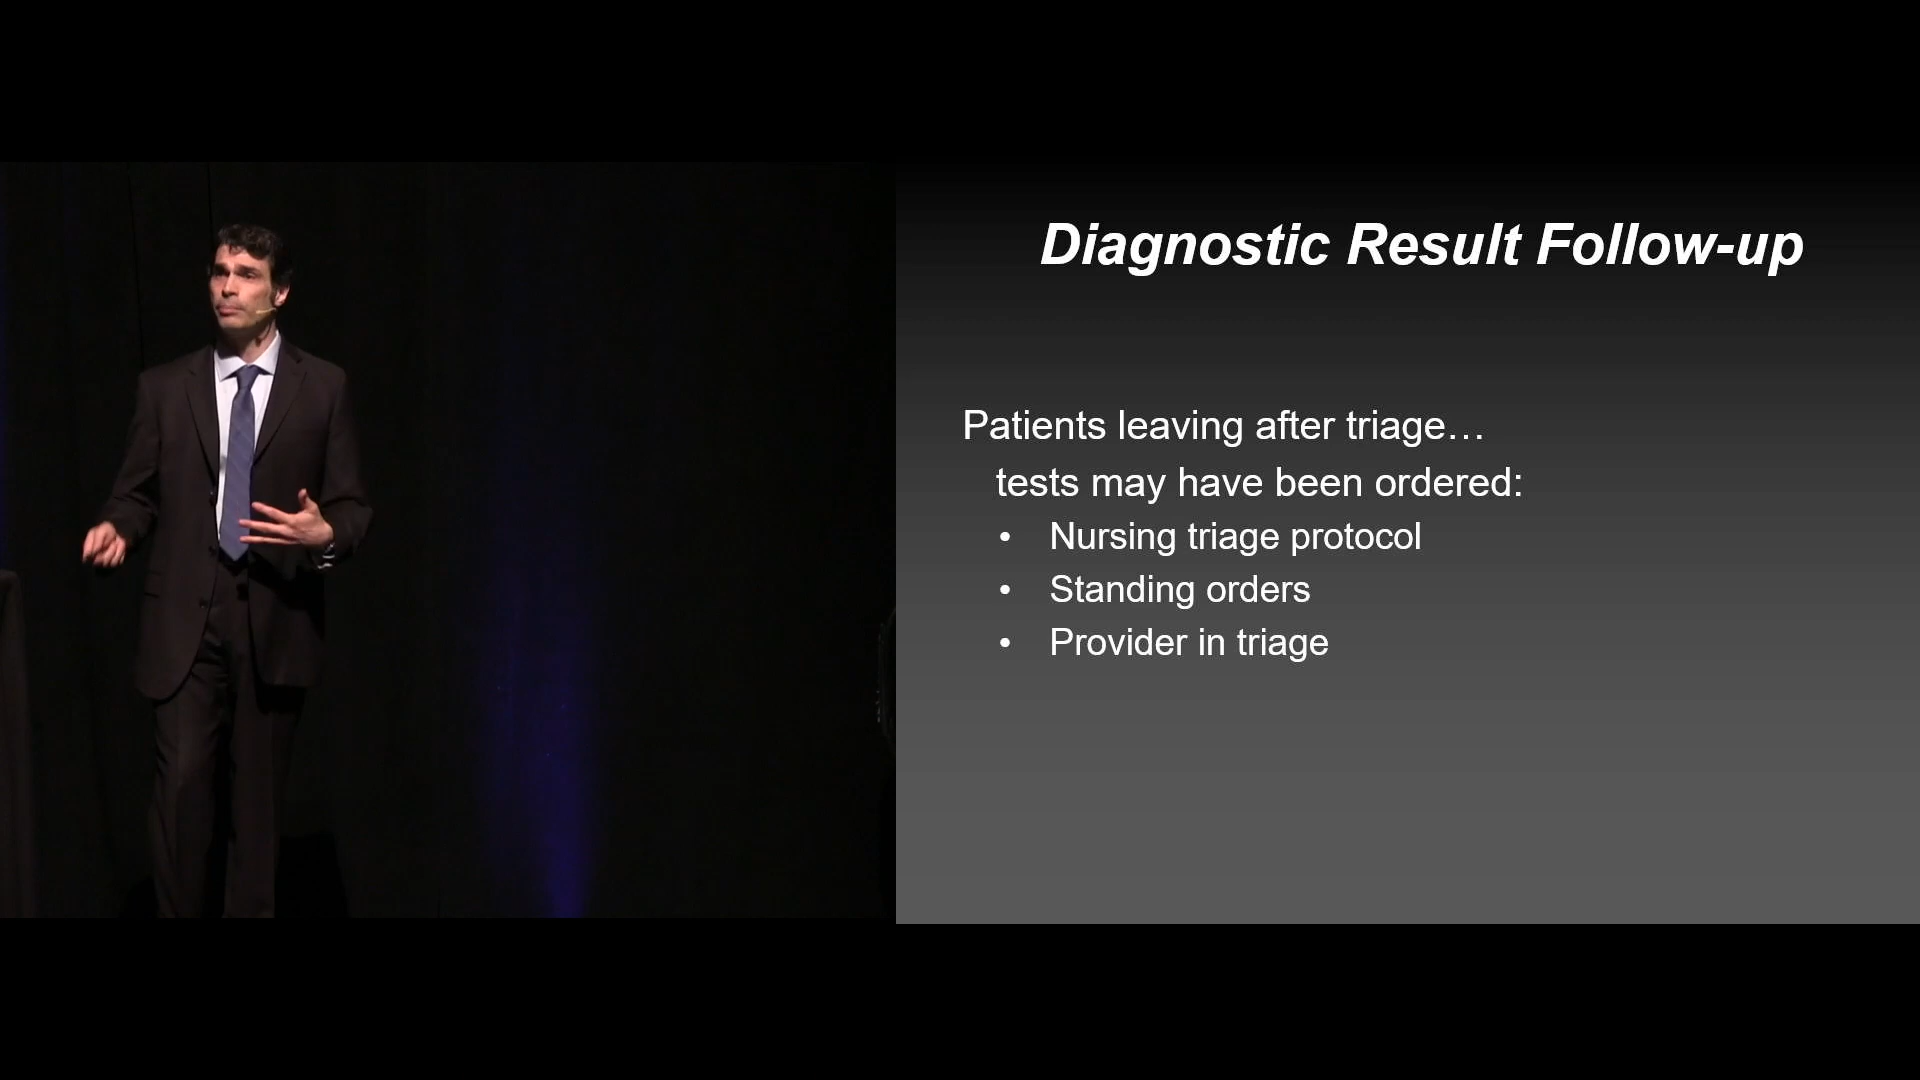 Diagnostic Result Follow-up
Patients leaving after triage…
tests may have been ordered:
• Nursing triage protocol
• Standing orders
• Provider in triage